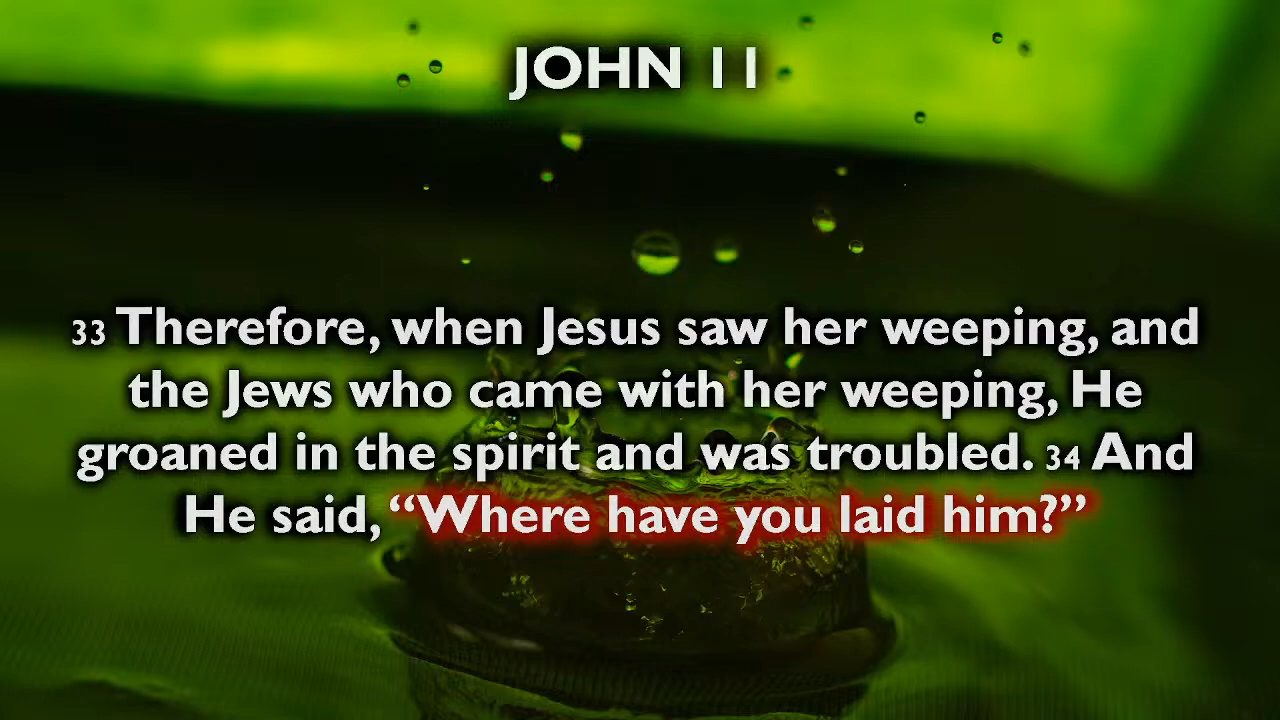 JOHN 11
33 Therefore, when Jesus saw her weeping, and
the Jews who came with her weeping, He
groaned in the spirit and was troubled. 34 And
He said, “Where have you laid him?”